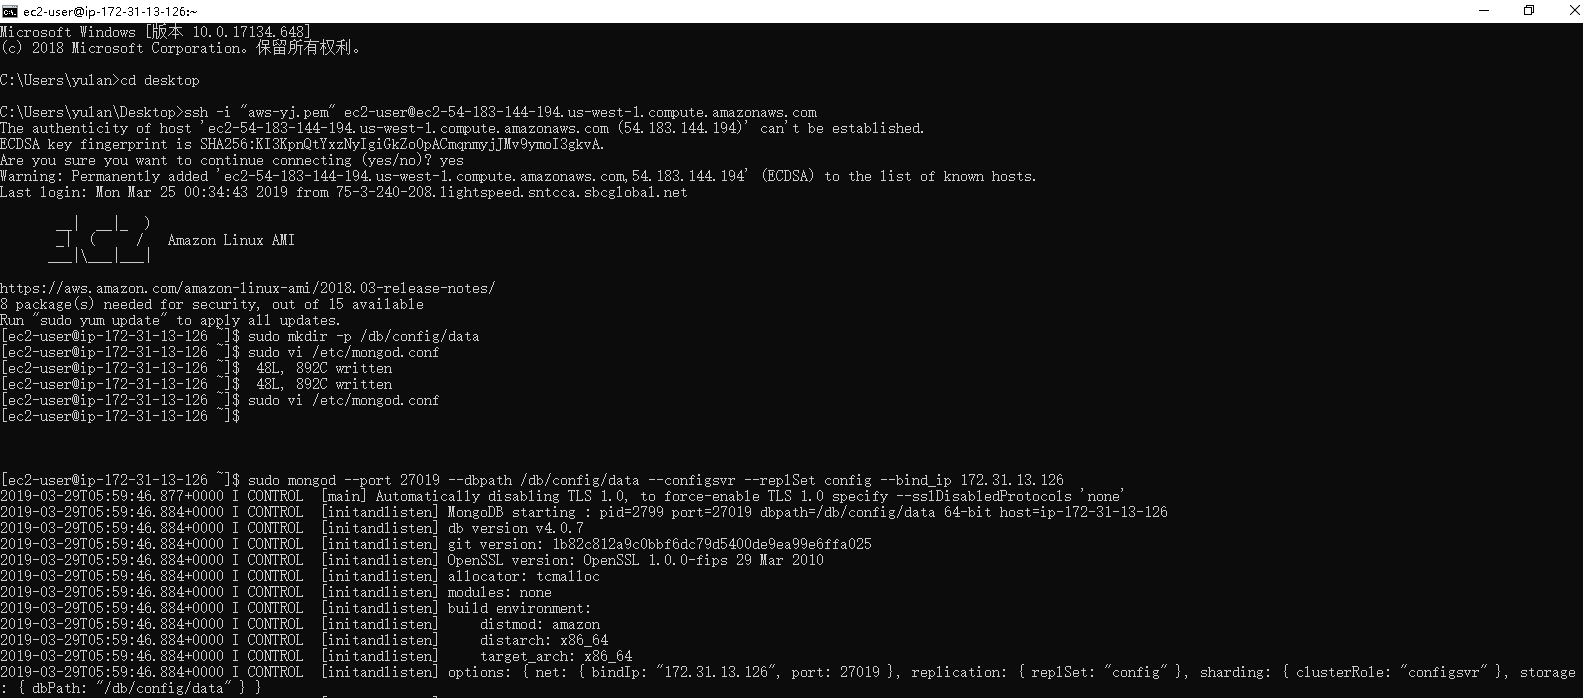 ec2-user@ip-172-31-13-126:~
Microsoft Windows [版本 10.0.17134.648]
(c) 2018 Microsoft Corporation。保留所有权利。
C:\Users\yulan>cd desktop
C:\Users\yulan\Desktop>ssh -i "aws-yj.pem" ec2-user@ec2-54-183-144-194.us-west-1.compute.amazonaws.com
The authenticity of host 'ec2-54-183-144-194.us-west-1.compute.amazonaws.com (54.183.144.194)' can't be established.
ECDSA key fingerprint is SHA256:KI3KpnQtYxzNyIgiGkZoOpACmqnmyjJMv9ymoI3gkvA.
Are you sure you want to continue connecting (yes/no)? yes
Warning: Permanently added 'ec2-54-183-144-194.us-west-1.compute.amazonaws.com,54.183.144.194' (ECDSA) to the list of known hosts.
Last login: Mon Mar 25 00:34:43 2019 from 75-3-240-208.lightspeed.sntcca.sbcglobal.net
__|  __|_  )
_|  (     /   Amazon Linux AMI
___|\___|___|
https://aws.amazon.com/amazon-linux-ami/2018.03-release-notes/
8 package(s) needed for security, out of 15 available
Run "sudo yum update" to apply all updates.
[ec2-user@ip-172-31-13-126 ~]$ sudo mkdir -p /db/config/data
[ec2-user@ip-172-31-13-126 ~]$ sudo vi /etc/mongod.conf
[ec2-user@ip-172-31-13-126 ~]$  48L, 892C written
[ec2-user@ip-172-31-13-126 ~]$  48L, 892C written
[ec2-user@ip-172-31-13-126 ~]$ sudo vi /etc/mongod.conf
[ec2-user@ip-172-31-13-126 ~]$
[ec2-user@ip-172-31-13-126 ~]$ sudo mongod --port 27019 --dbpath /db/config/data --configsvr --replSet config --bind_ip 172.31.13.126
2019-03-29T05:59:46.877+0000 I CONTROL  [main] Automatically disabling TLS 1.0, to force-enable TLS 1.0 specify --sslDisabledProtocols 'none'
2019-03-29T05:59:46.884+0000 I CONTROL  [initandlisten] MongoDB starting : pid=2799 port=27019 dbpath=/db/config/data 64-bit host=ip-172-31-13-126
2019-03-29T05:59:46.884+0000 I CONTROL  [initandlisten] db version v4.0.7
2019-03-29T05:59:46.884+0000 I CONTROL  [initandlisten] git version: 1b82c812a9c0bbf6dc79d5400de9ea99e6ffa025
2019-03-29T05:59:46.884+0000 I CONTROL  [initandlisten] OpenSSL version: OpenSSL 1.0.0-fips 29 Mar 2010
2019-03-29T05:59:46.884+0000 I CONTROL  [initandlisten] allocator: tcmalloc
2019-03-29T05:59:46.884+0000 I CONTROL  [initandlisten] modules: none
2019-03-29T05:59:46.884+0000 I CONTROL  [initandlisten] build environment:
2019-03-29T05:59:46.884+0000 I CONTROL  [initandlisten]     distmod: amazon
2019-03-29T05:59:46.884+0000 I CONTROL  [initandlisten]     distarch: x86_64
2019-03-29T05:59:46.884+0000 I CONTROL  [initandlisten]     target_arch: x86_64
2019-03-29T05:59:46.884+0000 I CONTROL  [initandlisten] options: { net: { bindIp: "172.31.13.126", port: 27019 }, replication: { replSet: "config" }, sharding: { clusterRole: "configsvr" }, storage
: { dbPath: "/db/config/data" } }